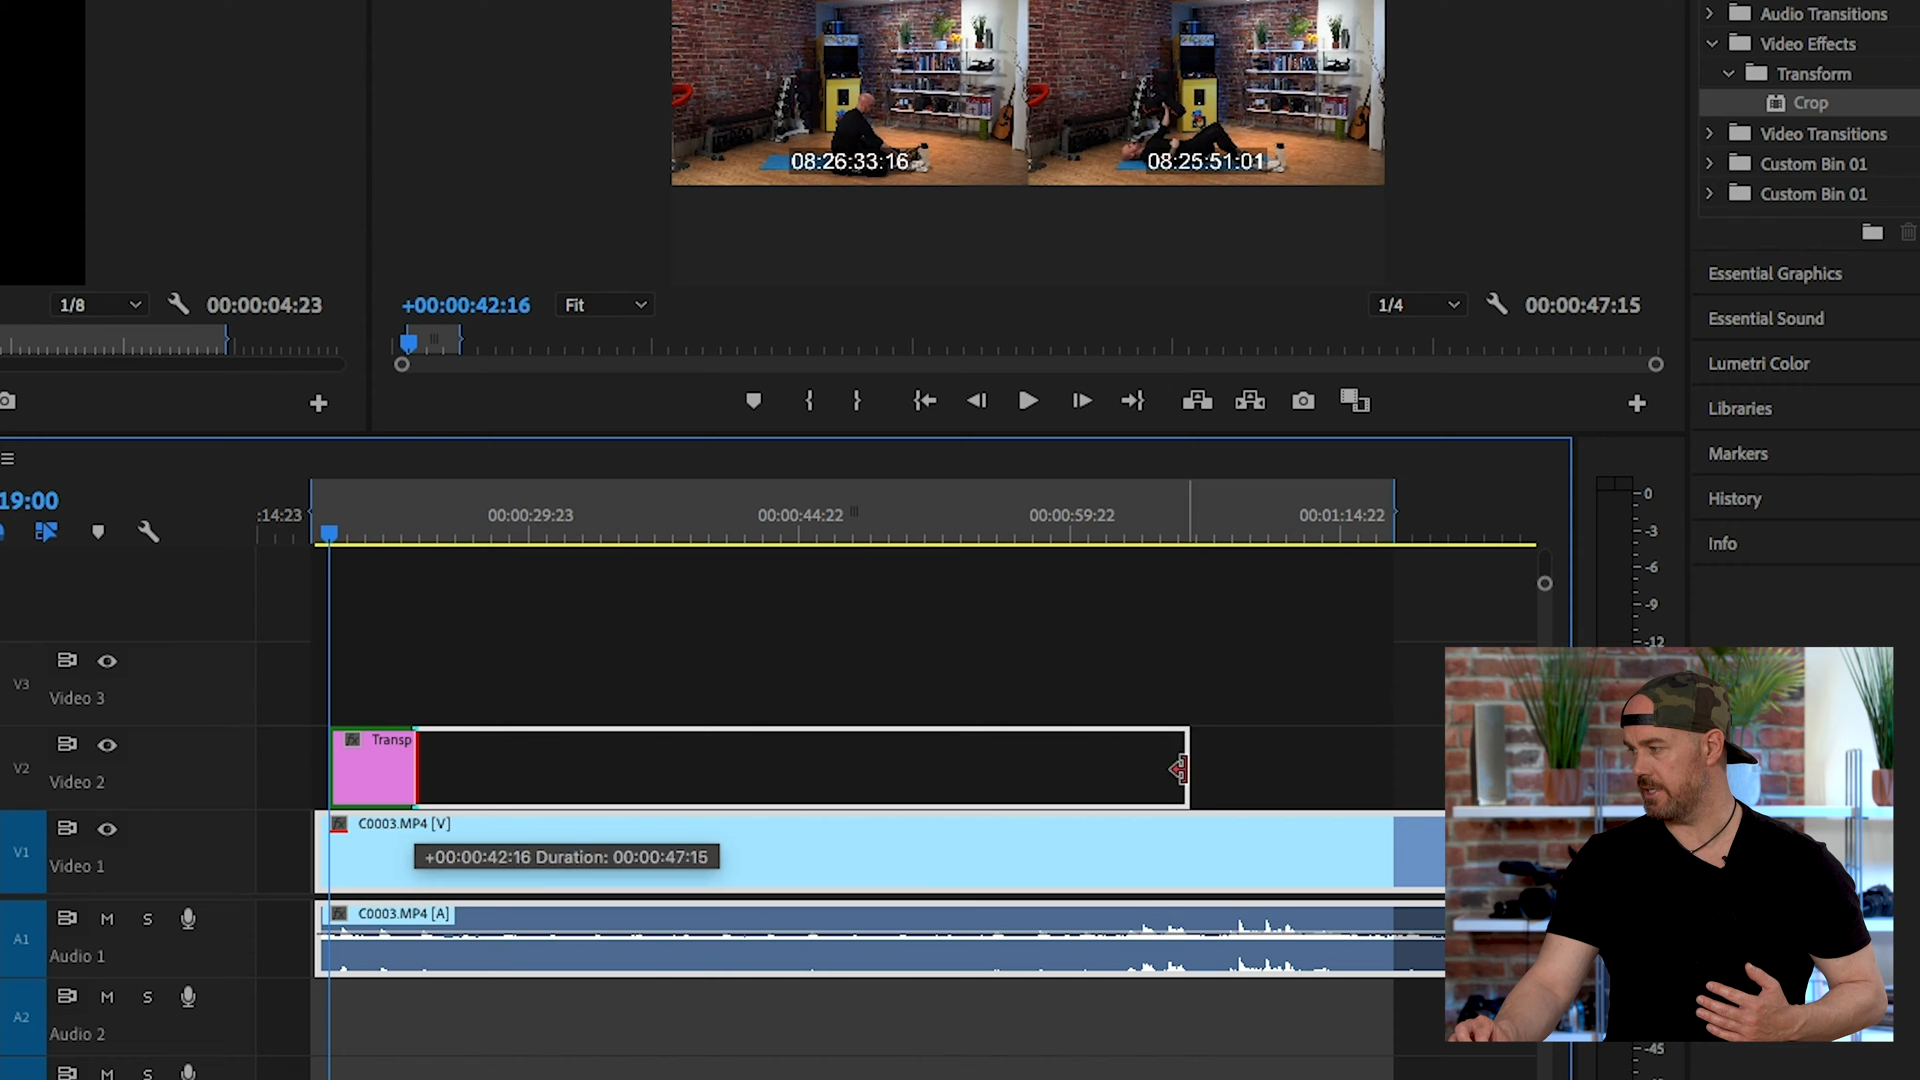 Audio Transitions
Video Effects
Transform
Crop
Video Transitions
Custom Bin 01
Custom Bin 01
08:26:33:16
08:25:51:01
1/8
00:00:04:23
+00:00:42:16
Fit
1/4
00:00:47:15
Essential Graphics
Essential Sound
Lumetri Color
Libraries
Markers
History
Info
19:00
:14:23
00:00:29:23
00:00:44:22
00:00:59:22
00:01:14:22
0
-3
-6
-9
-12
-45
V3
Video 3
V2
Video 2
fx Transp
V1
Video 1
fx C0003.MP4 [V]
+00:00:42:16 Duration: 00:00:47:15
A1
M S
Audio 1
fx C0003.MP4 [A]
A2
M S
Audio 2
M S